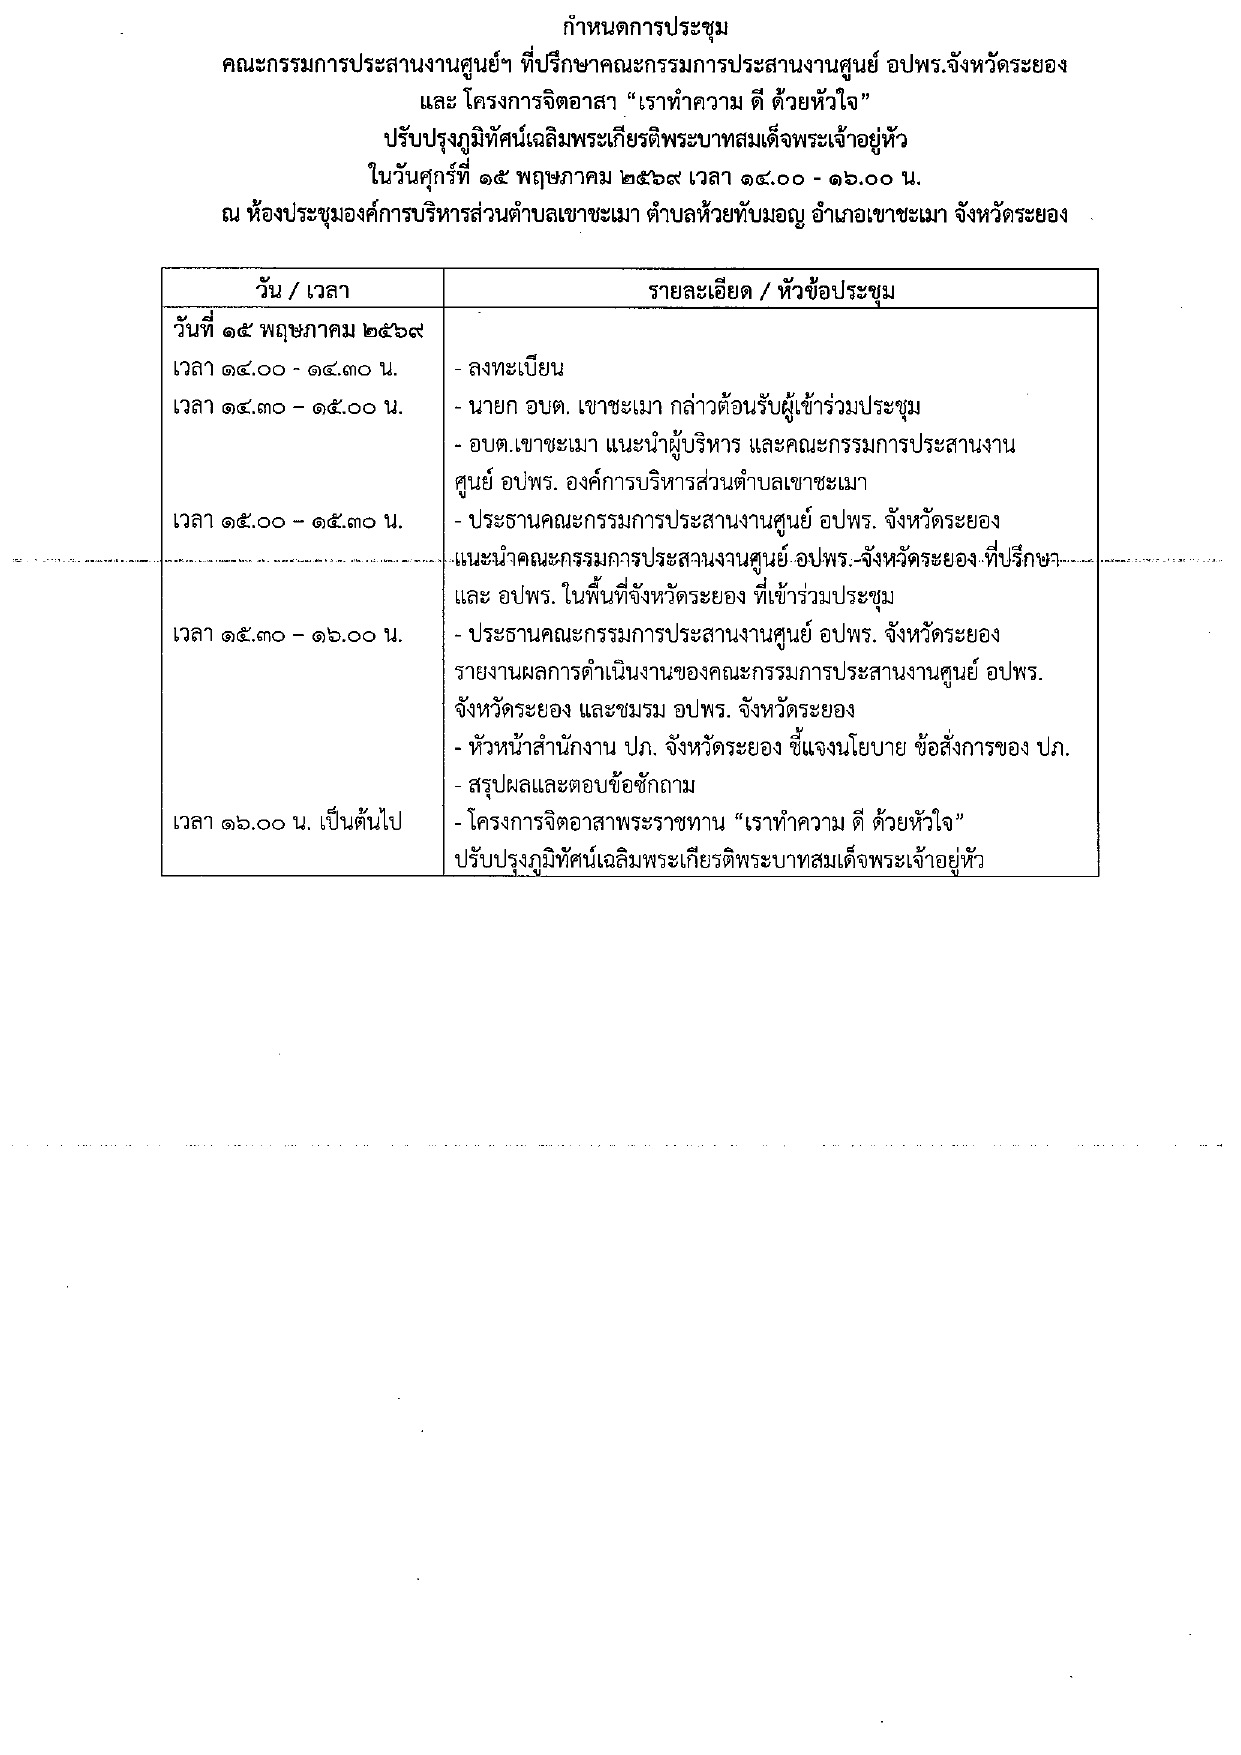 กำหนดการประชุม
คณะกรรมการประสานงานศูนย์ฯ ที่ปรึกษาคณะกรรมการประสานงานศูนย์ อปพร.จังหวัดระยอง
และ โครงการจิตอาสา “เราทำความ ดี ด้วยหัวใจ”
ปรับปรุงภูมิทัศน์เฉลิมพระเกียรติพระบาทสมเด็จพระเจ้าอยู่หัว
ในวันศุกร์ที่ ๑๕ พฤษภาคม ๒๕๖๙ เวลา ๑๔.๐๐ - ๑๖.๐๐ น.
ณ ห้องประชุมองค์การบริหารส่วนตำบลเขาชะเมา ตำบลห้วยทับมอญ อำเภอเขาชะเมา จังหวัดระยอง
วัน / เวลา รายละเอียด / หัวข้อประชุม
วันที่ ๑๕ พฤษภาคม ๒๕๖๙
เวลา ๑๔.๐๐ - ๑๔.๓๐ น. - ลงทะเบียน
เวลา ๑๔.๓๐ – ๑๕.๐๐ น. - นายก อบต. เขาชะเมา กล่าวต้อนรับผู้เข้าร่วมประชุม
- อบต.เขาชะเมา แนะนำผู้บริหาร และคณะกรรมการประสานงาน
ศูนย์ อปพร. องค์การบริหารส่วนตำบลเขาชะเมา
เวลา ๑๕.๐๐ – ๑๕.๓๐ น. - ประธานคณะกรรมการประสานงานศูนย์ อปพร. จังหวัดระยอง
แนะนำคณะกรรมการประสานงานศูนย์ อปพร. จังหวัดระยอง ที่ปรึกษา
และ อปพร. ในพื้นที่จังหวัดระยอง ที่เข้าร่วมประชุม
เวลา ๑๕.๓๐ – ๑๖.๐๐ น. - ประธานคณะกรรมการประสานงานศูนย์ อปพร. จังหวัดระยอง
รายงานผลการดำเนินงานของคณะกรรมการประสานงานศูนย์ อปพร.
จังหวัดระยอง และชมรม อปพร. จังหวัดระยอง
- หัวหน้าสำนักงาน ปภ. จังหวัดระยอง ชี้แจงนโยบาย ข้อสั่งการของ ปภ.
- สรุปผลและตอบข้อซักถาม
เวลา ๑๖.๐๐ น. เป็นต้นไป - โครงการจิตอาสาพระราชทาน “เราทำความ ดี ด้วยหัวใจ”
ปรับปรุงภูมิทัศน์เฉลิมพระเกียรติพระบาทสมเด็จพระเจ้าอยู่หัว